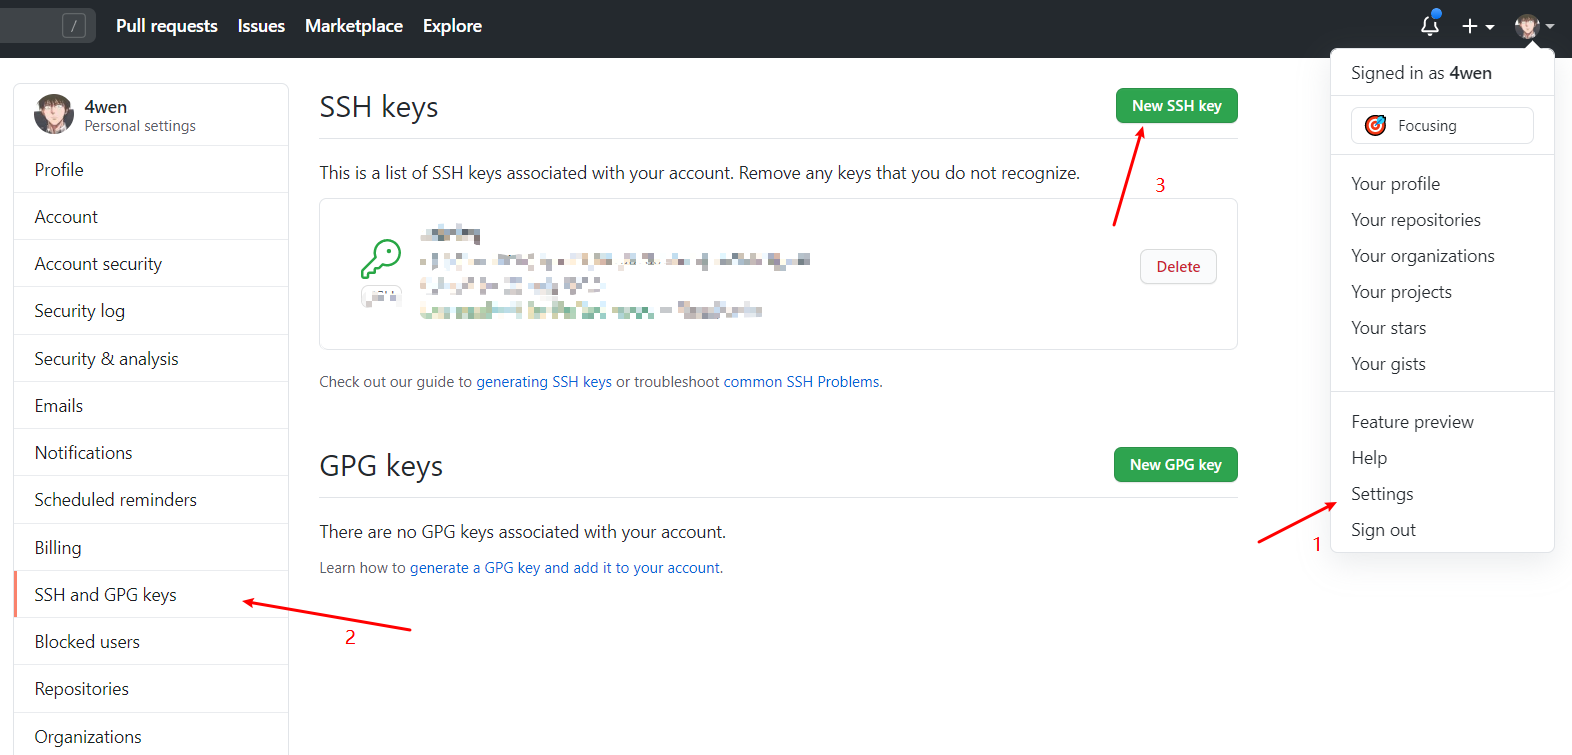 /
Pull requests
Issues
Marketplace
Explore
Signed in as 4wen
Focusing
Your profile
Your repositories
Your organizations
Your projects
Your stars
Your gists
Feature preview
Help
Settings
Sign out
1
4wen
Personal settings
Profile
Account
Account security
Security log
Security & analysis
Emails
Notifications
Scheduled reminders
Billing
SSH and GPG keys
Blocked users
Repositories
Organizations
2
SSH keys
New SSH key
3
This is a list of SSH keys associated with your account. Remove any keys that you do not recognize.
Delete
Check out our guide to generating SSH keys or troubleshoot common SSH Problems.
GPG keys
New GPG key
There are no GPG keys associated with your account.
Learn how to generate a GPG key and add it to your account.